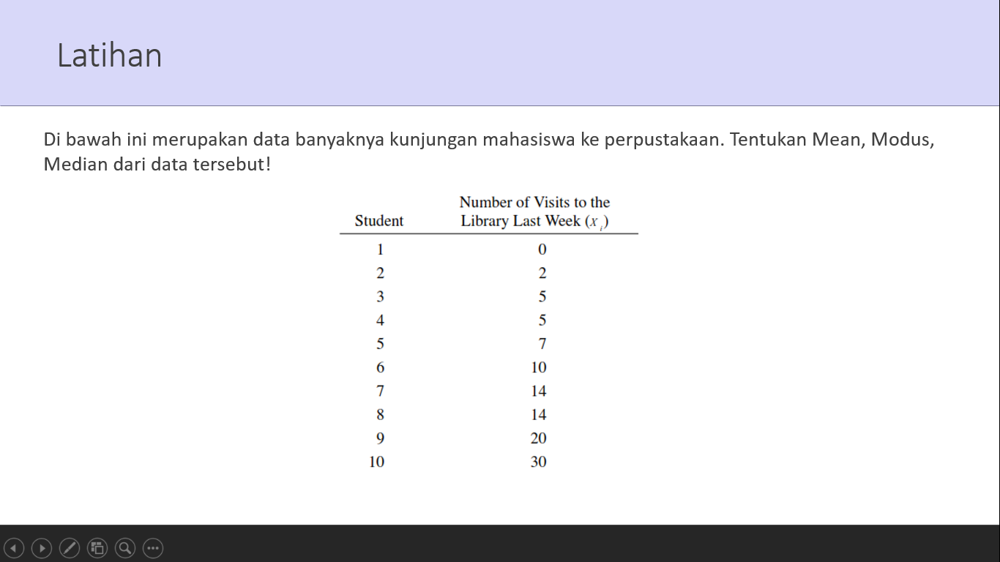 Latihan
Di bawah ini merupakan data banyaknya kunjungan mahasiswa ke perpustakaan. Tentukan Mean, Modus,
Median dari data tersebut!
Number of Visits to the
Student Library Last Week (x i)
1 0
2 2
3 5
4 5
5 7
6 10
7 14
8 14
9 20
10 30